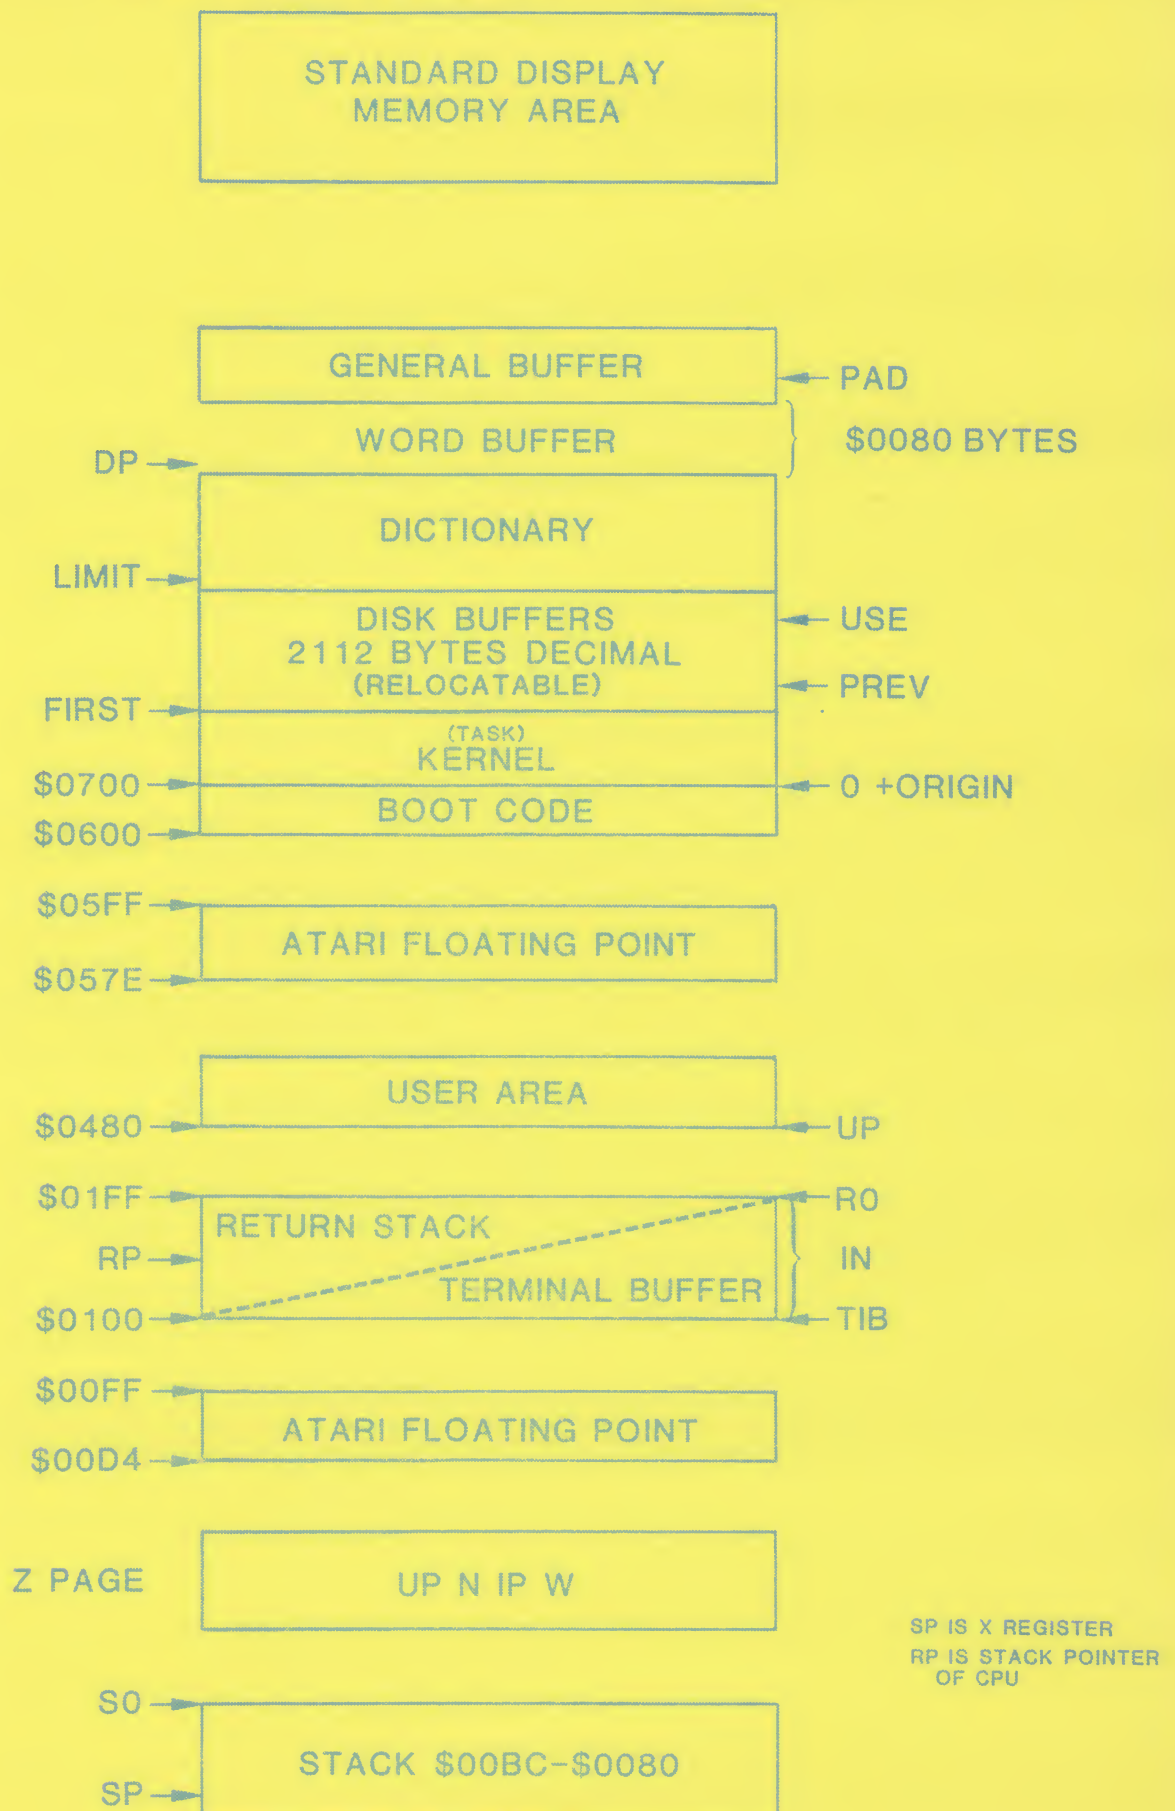 STANDARD DISPLAY
MEMORY AREA
GENERAL BUFFER
PAD
WORD BUFFER
$0080 BYTES
DP
DICTIONARY
LIMIT
DISK BUFFERS
USE
2112 BYTES DECIMAL
(RELOCATABLE)
PREV
FIRST
(TASK)
KERNEL
$0700
0 +ORIGIN
BOOT CODE
$0600
$05FF
ATARI FLOATING POINT
$057E
USER AREA
$0480
UP
$01FF
R0
RETURN STACK
RP
IN
TERMINAL BUFFER
$0100
TIB
$00FF
ATARI FLOATING POINT
$00D4
Z PAGE
UP N IP W
SP IS X REGISTER
RP IS STACK POINTER
OF CPU
S0
STACK $00BC-$0080
SP